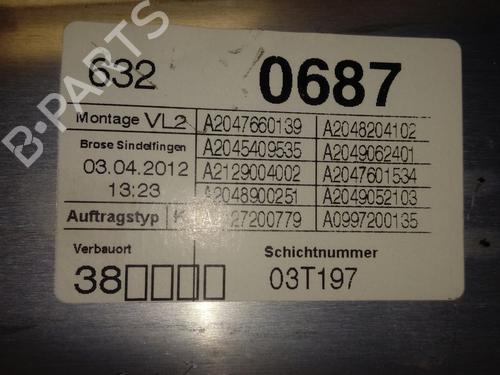 632 0687
Montage VL2 A2047660139 A2048204102
Brose Sindelfingen A2045409535 A2049062401
03.04.2012 A2129004002 A2047601534
13:23 A2048900251 A2049052103
Auftragstyp K A0997200135
Verbauort Schichtnummer
38 03T197
B-PARTS